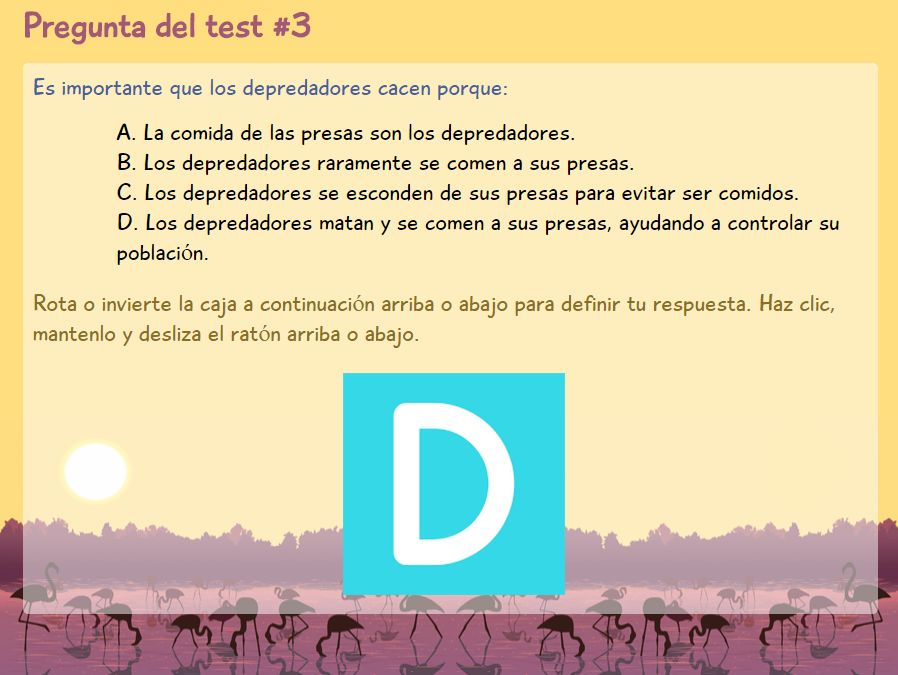 Pregunta del test #3
Es importante que los depredadores cacen porque:
A. La comida de las presas son los depredadores.
B. Los depredadores raramente se comen a sus presas.
C. Los depredadores se esconden de sus presas para evitar ser comidos.
D. Los depredadores matan y se comen a sus presas, ayudando a controlar su
población.
Rota o invierte la caja a continuación arriba o abajo para definir tu respuesta. Haz clic,
mantenlo y desliza el ratón arriba o abajo.
D